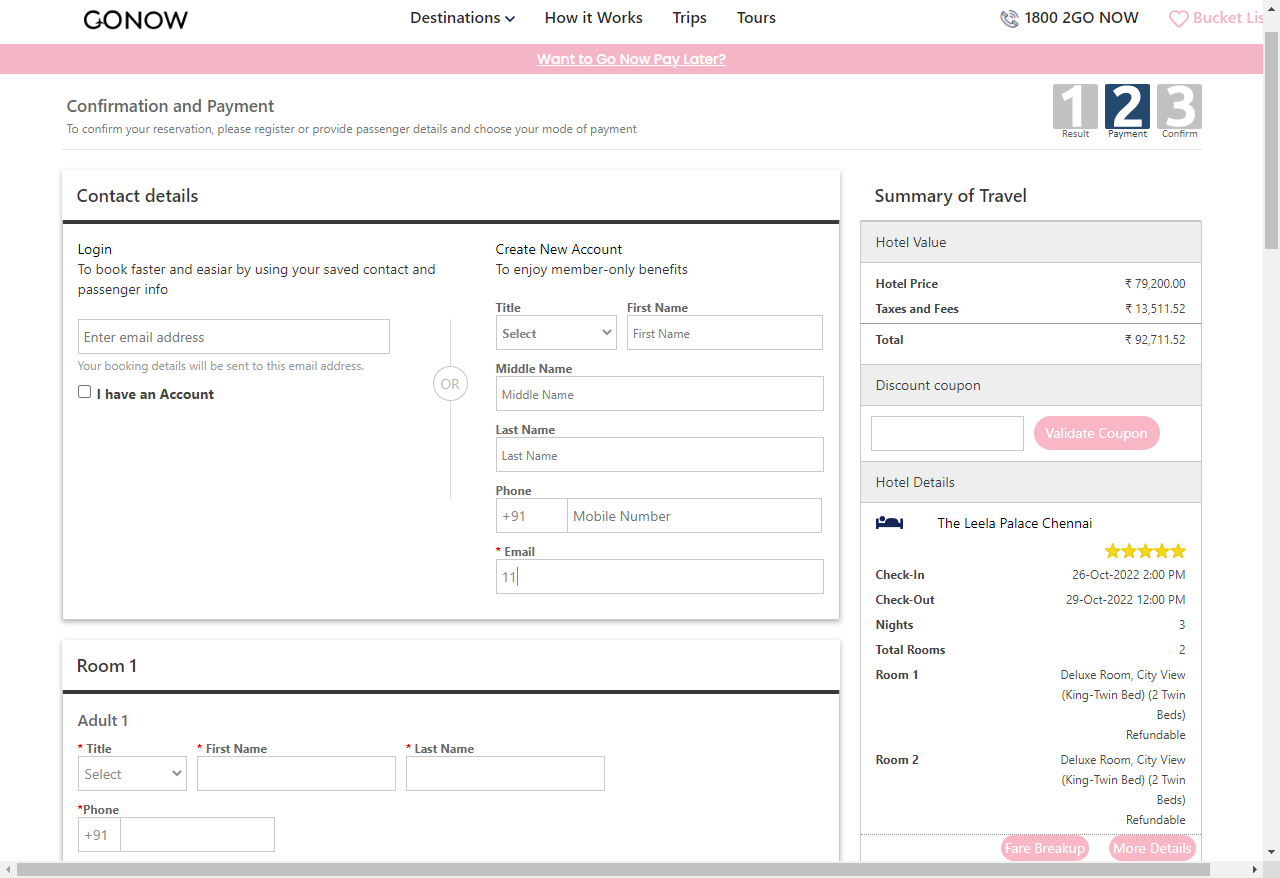 GONOW
Destinations How it Works Trips Tours 1800 2GO NOW Bucket Lis
Want to Go Now Pay Later?
Confirmation and Payment
To confirm your reservation, please register or provide passenger details and choose your mode of payment
1 2 3
Result Payment Confirm
Contact details
Login
To book faster and easiar by using your saved contact and
passenger info
Enter email address
Your booking details will be sent to this email address.
I have an Account
OR
Create New Account
To enjoy member-only benefits
Title First Name
Select First Name
Middle Name
Middle Name
Last Name
Last Name
Phone
+91 Mobile Number
* Email
11
Room 1
Adult 1
* Title * First Name * Last Name
Select
*Phone
+91
Summary of Travel
Hotel Value
Hotel Price ₹ 79,200.00
Taxes and Fees ₹ 13,511.52
Total ₹ 92,711.52
Discount coupon
Validate Coupon
Hotel Details
The Leela Palace Chennai
Check-In 26-Oct-2022 2:00 PM
Check-Out 29-Oct-2022 12:00 PM
Nights 3
Total Rooms 2
Room 1 Deluxe Room, City View
(King-Twin Bed) (2 Twin
Beds)
Refundable
Room 2 Deluxe Room, City View
(King-Twin Bed) (2 Twin
Beds)
Refundable
Fare Breakup More Details